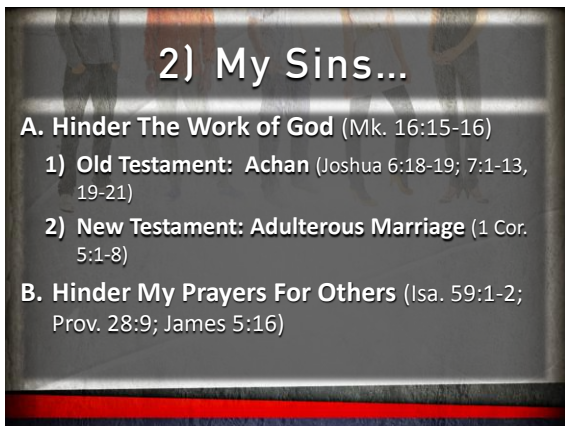 2) My Sins...
A. Hinder The Work of God (Mk. 16:15-16)
1) Old Testament: Achan (Joshua 6:18-19; 7:1-13,
19-21)
2) New Testament: Adulterous Marriage (1 Cor.
5:1-8)
B. Hinder My Prayers For Others (Isa. 59:1-2;
Prov. 28:9; James 5:16)